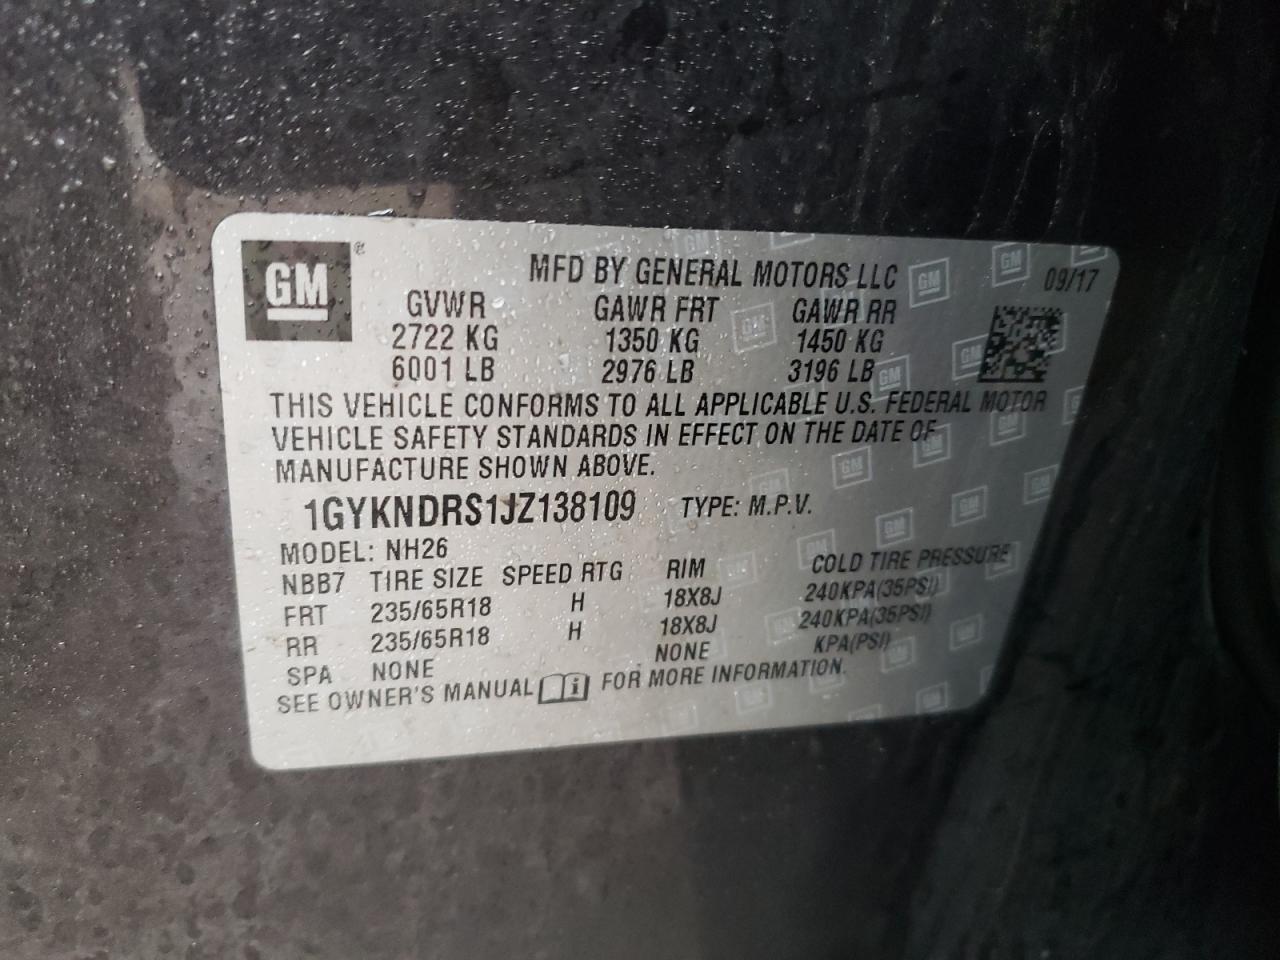 GM®
MFD BY GENERAL MOTORS LLC 09/17
GVWR GAWR FRT GAWR RR
2722 KG 1350 KG 1450 KG
6001 LB 2976 LB 3196 LB
THIS VEHICLE CONFORMS TO ALL APPLICABLE U.S. FEDERAL MOTOR
VEHICLE SAFETY STANDARDS IN EFFECT ON THE DATE OF
MANUFACTURE SHOWN ABOVE.
1GYKNDRS1JZ138109 TYPE: M.P.V.
MODEL: NH26
NBB7 TIRE SIZE SPEED RTG RIM COLD TIRE PRESSURE
FRT 235/65R18 H 18X8J 240KPA(35PSI)
RR 235/65R18 H 18X8J 240KPA(35PSI)
SPA NONE NONE KPA(PSI)
SEE OWNER'S MANUAL FOR MORE INFORMATION.